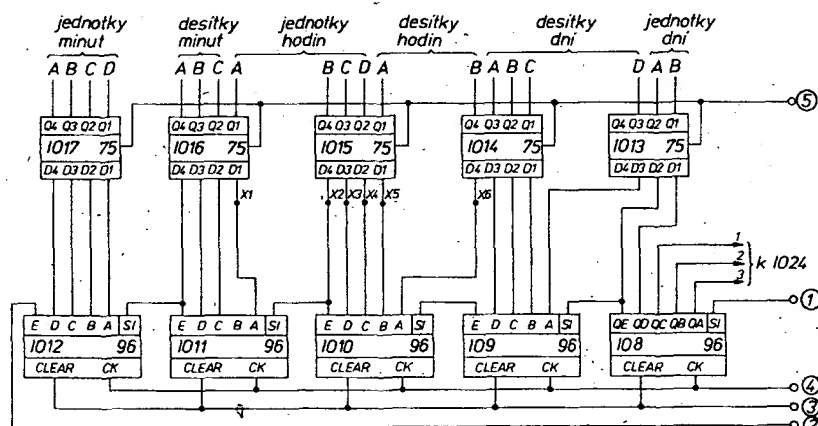 jednotky desítky jednotky desítky desítky jednotky
minut minut hodin hodin dní dní
A B C D A B C A B C D A B A B C D A B
5
Q4 Q3 Q2 Q1 Q4 Q3 Q2 Q1 Q4 Q3 Q2 Q1 Q4 Q3 Q2 Q1 Q4 Q3 Q2 Q1
IO17 75 IO16 75 IO15 75 IO14 75 IO13 75
D4 D3 D2 D1 D4 D3 D2 D1 D4 D3 D2 D1 D4 D3 D2 D1 D4 D3 D2 D1
X1 X2 X3 X4 X5 X6
1
2
3
k IO24
1
E D C B A SI E D C B A SI E D C B A SI E D C B A SI QE QD QC QB QA SI
IO12 96 IO11 96 IO10 96 IO9 96 IO8 96
CLEAR CK CLEAR CK CLEAR CK CLEAR CK CLEAR CK
4
3